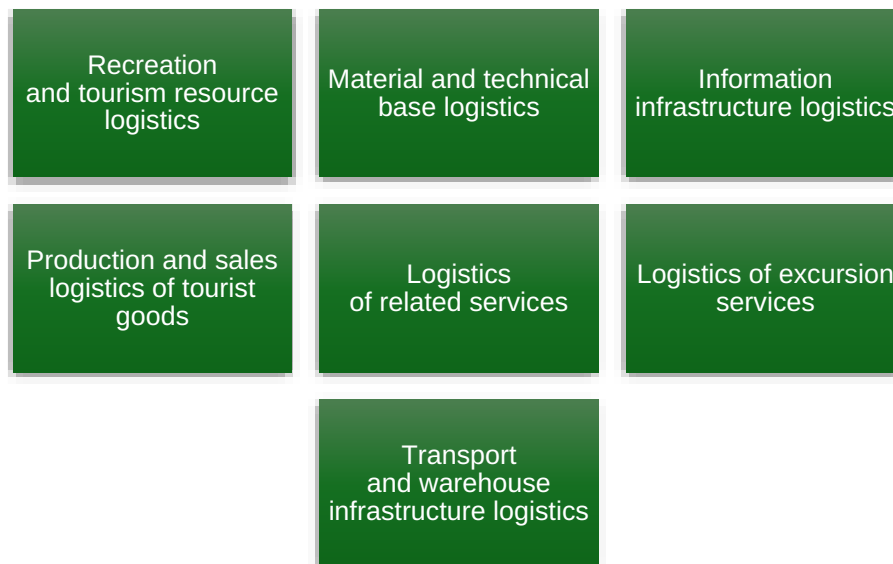 Recreation
and tourism resource
logistics
Material and technical
base logistics
Information
infrastructure logistics
Production and sales
logistics of tourist
goods
Logistics
of related services
Logistics of excursion
services
Transport
and warehouse
infrastructure logistics